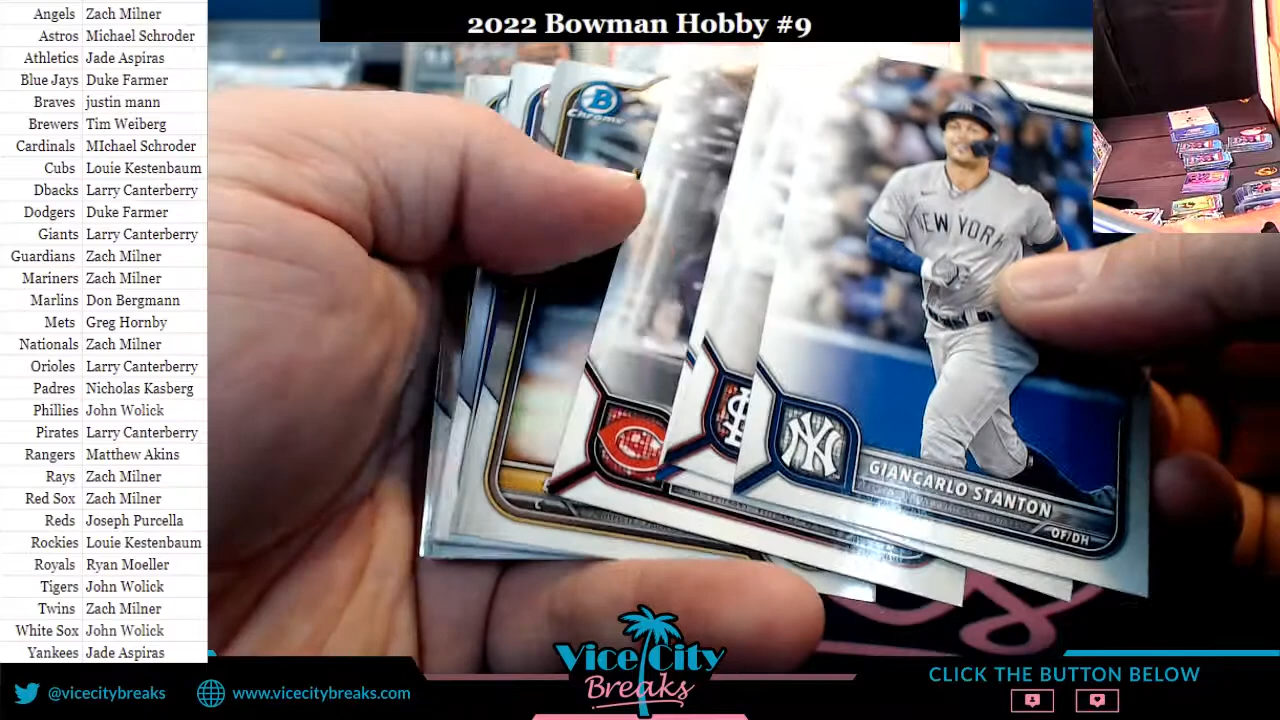 2022 Bowman Hobby #9
Angels Zach Milner
Astros Michael Schroder
Athletics Jade Aspiras
Blue Jays Duke Farmer
Braves justin mann
Brewers Tim Weiberg
Cardinals MIchael Schroder
Cubs Louie Kestenbaum
Dbacks Larry Canterberry
Dodgers Duke Farmer
Giants Larry Canterberry
Guardians Zach Milner
Mariners Zach Milner
Marlins Don Bergmann
Mets Greg Hornby
Nationals Zach Milner
Orioles Larry Canterberry
Padres Nicholas Kasberg
Phillies John Wolick
Pirates Larry Canterberry
Rangers Matthew Akins
Rays Zach Milner
Red Sox Zach Milner
Reds Joseph Purcella
Rockies Louie Kestenbaum
Royals Ryan Moeller
Tigers John Wolick
Twins Zach Milner
White Sox John Wolick
Yankees Jade Aspiras
B
Chrome
NEW YORK
NY
GIANCARLO STANTON
OF/DH
@vicecitybreaks
www.vicecitybreaks.com
Vice City
Breaks
CLICK THE BUTTON BELOW